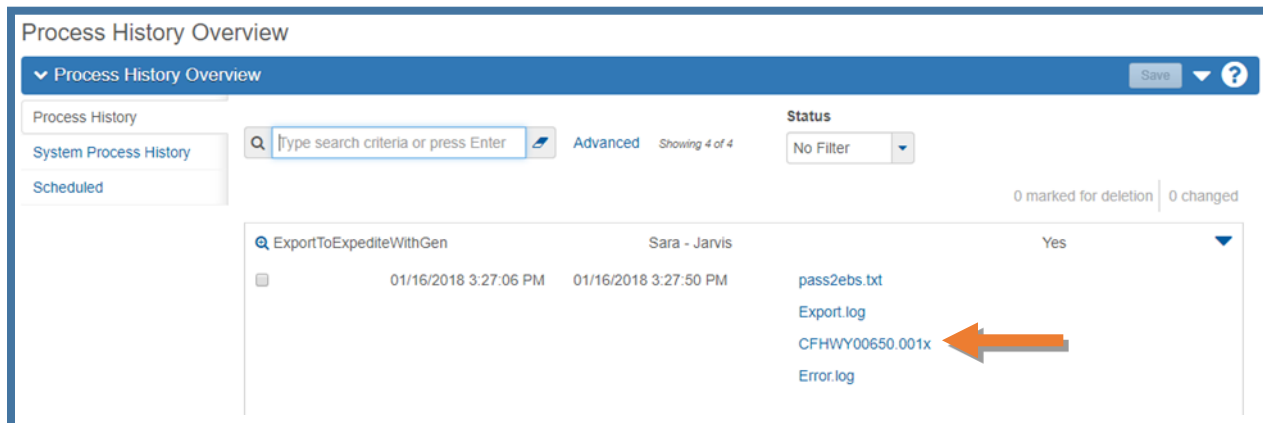 Process History Overview
Process History Overview
Save
?
Process History
System Process History
Scheduled
Type search criteria or press Enter
Advanced
Showing 4 of 4
Status
No Filter
0 marked for deletion
0 changed
ExportToExpediteWithGen
Sara - Jarvis
Yes
01/16/2018 3:27:06 PM
01/16/2018 3:27:50 PM
pass2ebs.txt
Export.log
CFHWY00650.001x
Error.log